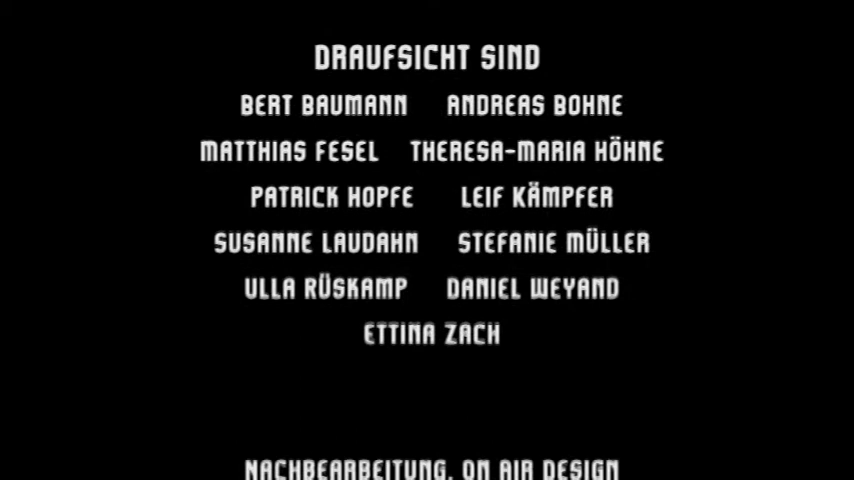 DRAUFSICHT SIND
BERT BAUMANN ANDREAS BOHNE
MATTHIAS FESEL THERESA-MARIA HÖHNE
PATRICK HOPFE LEIF KÄMPFER
SUSANNE LAUDAHN STEFANIE MÜLLER
ULLA RÜSKAMP DANIEL WEYAND
ETTINA ZACH
NACHBEARBEITUNG, ON AIR DESIGN